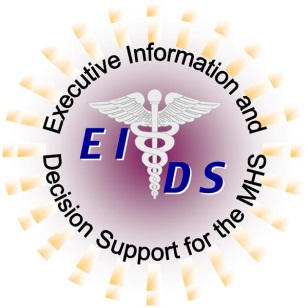 Executive Information and
EI
DS
Decision Support for the MHS